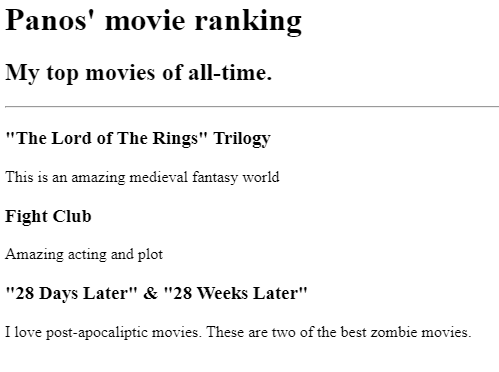 Panos' movie ranking
My top movies of all-time.
"The Lord of The Rings" Trilogy
This is an amazing medieval fantasy world
Fight Club
Amazing acting and plot
"28 Days Later" & "28 Weeks Later"
I love post-apocaliptic movies. These are two of the best zombie movies.